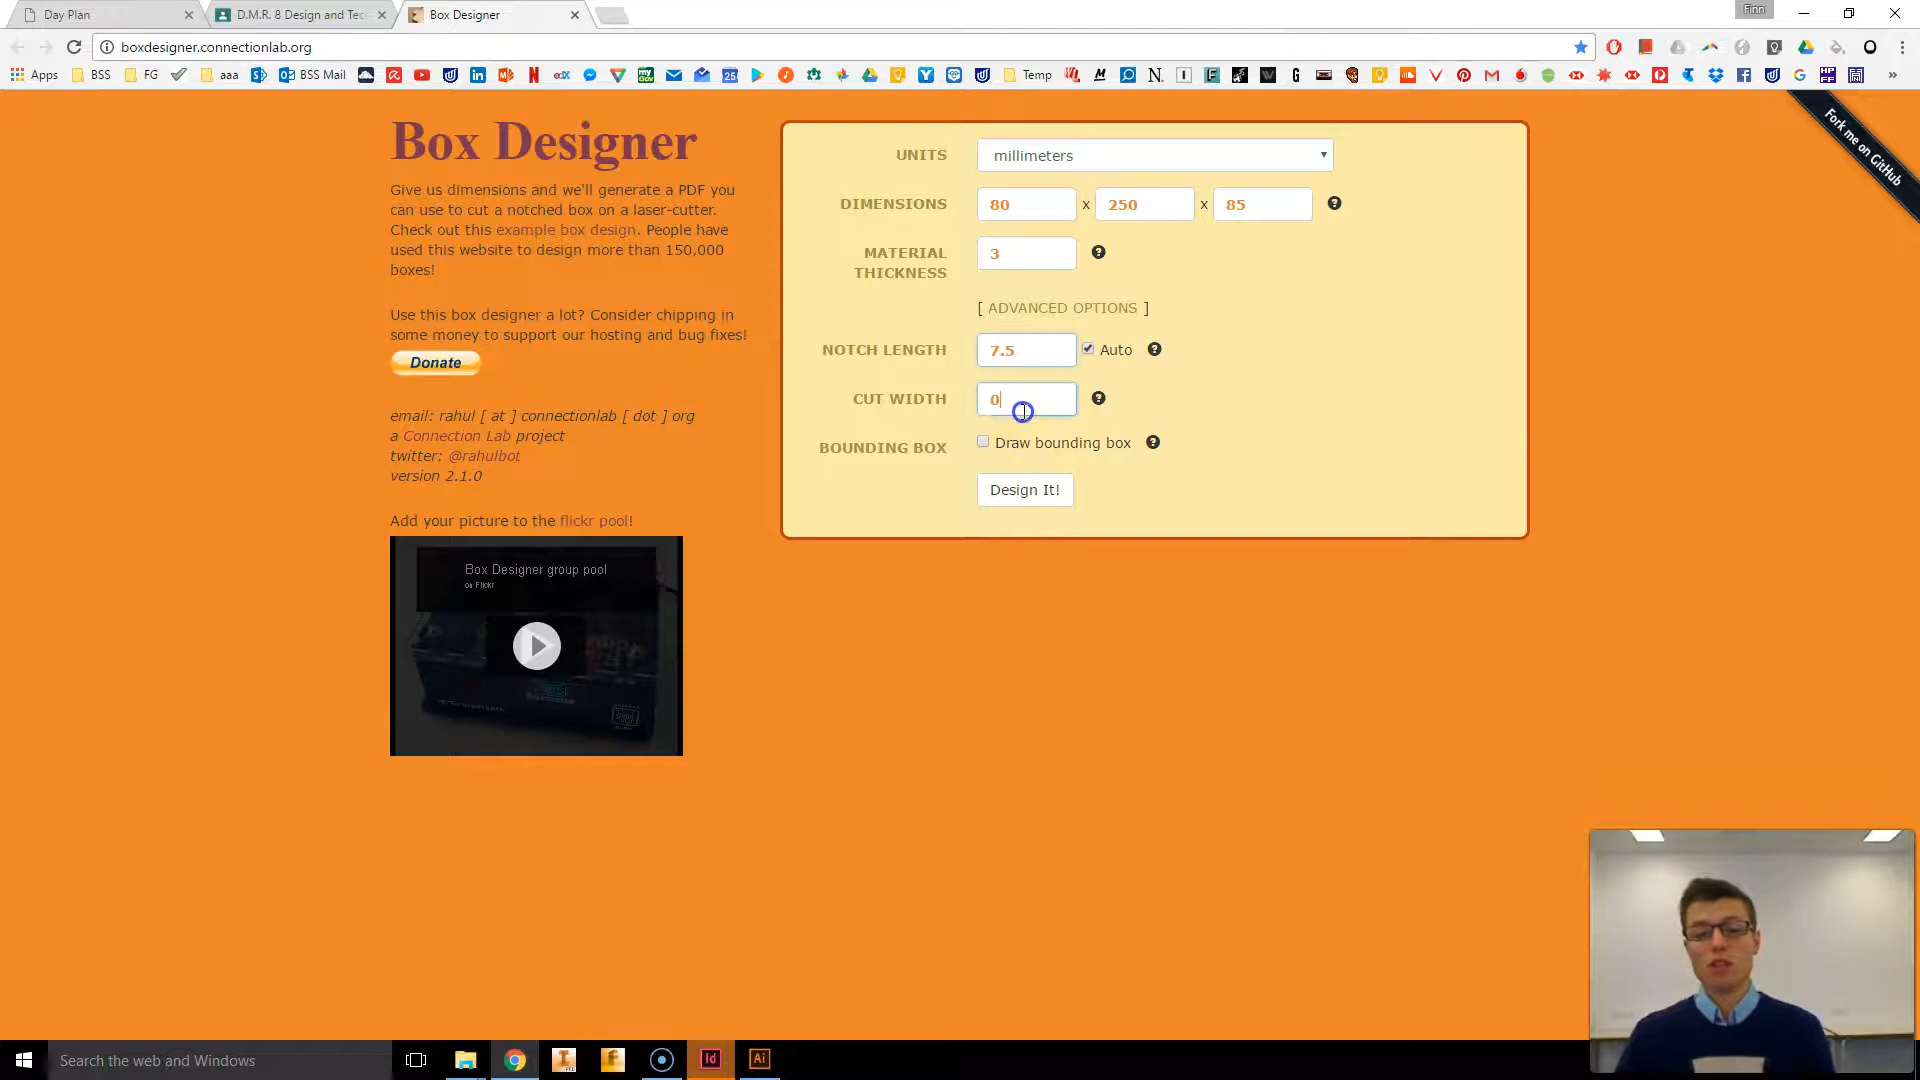 Day Plan
D.M.R. 8 Design and Tec
Box Designer
Finn
boxdesigner.connectionlab.org
Apps
BSS
FG
aaa
BSS Mail
Temp
Box Designer
Give us dimensions and we'll generate a PDF you
can use to cut a notched box on a laser-cutter.
Check out this example box design. People have
used this website to design more than 150,000
boxes!
Use this box designer a lot? Consider chipping in
some money to support our hosting and bug fixes!
Donate
email: rahul [ at ] connectionlab [ dot ] org
a Connection Lab project
twitter: @rahulbot
version 2.1.0
Add your picture to the flickr pool!
Box Designer group pool
on Flickr
UNITS
millimeters
DIMENSIONS
80 x 250 x 85
MATERIAL
THICKNESS
3
[ ADVANCED OPTIONS ]
NOTCH LENGTH
7.5
Auto
CUT WIDTH
0
BOUNDING BOX
Draw bounding box
Design It!
Fork me on GitHub
Search the web and Windows
Id
Ai